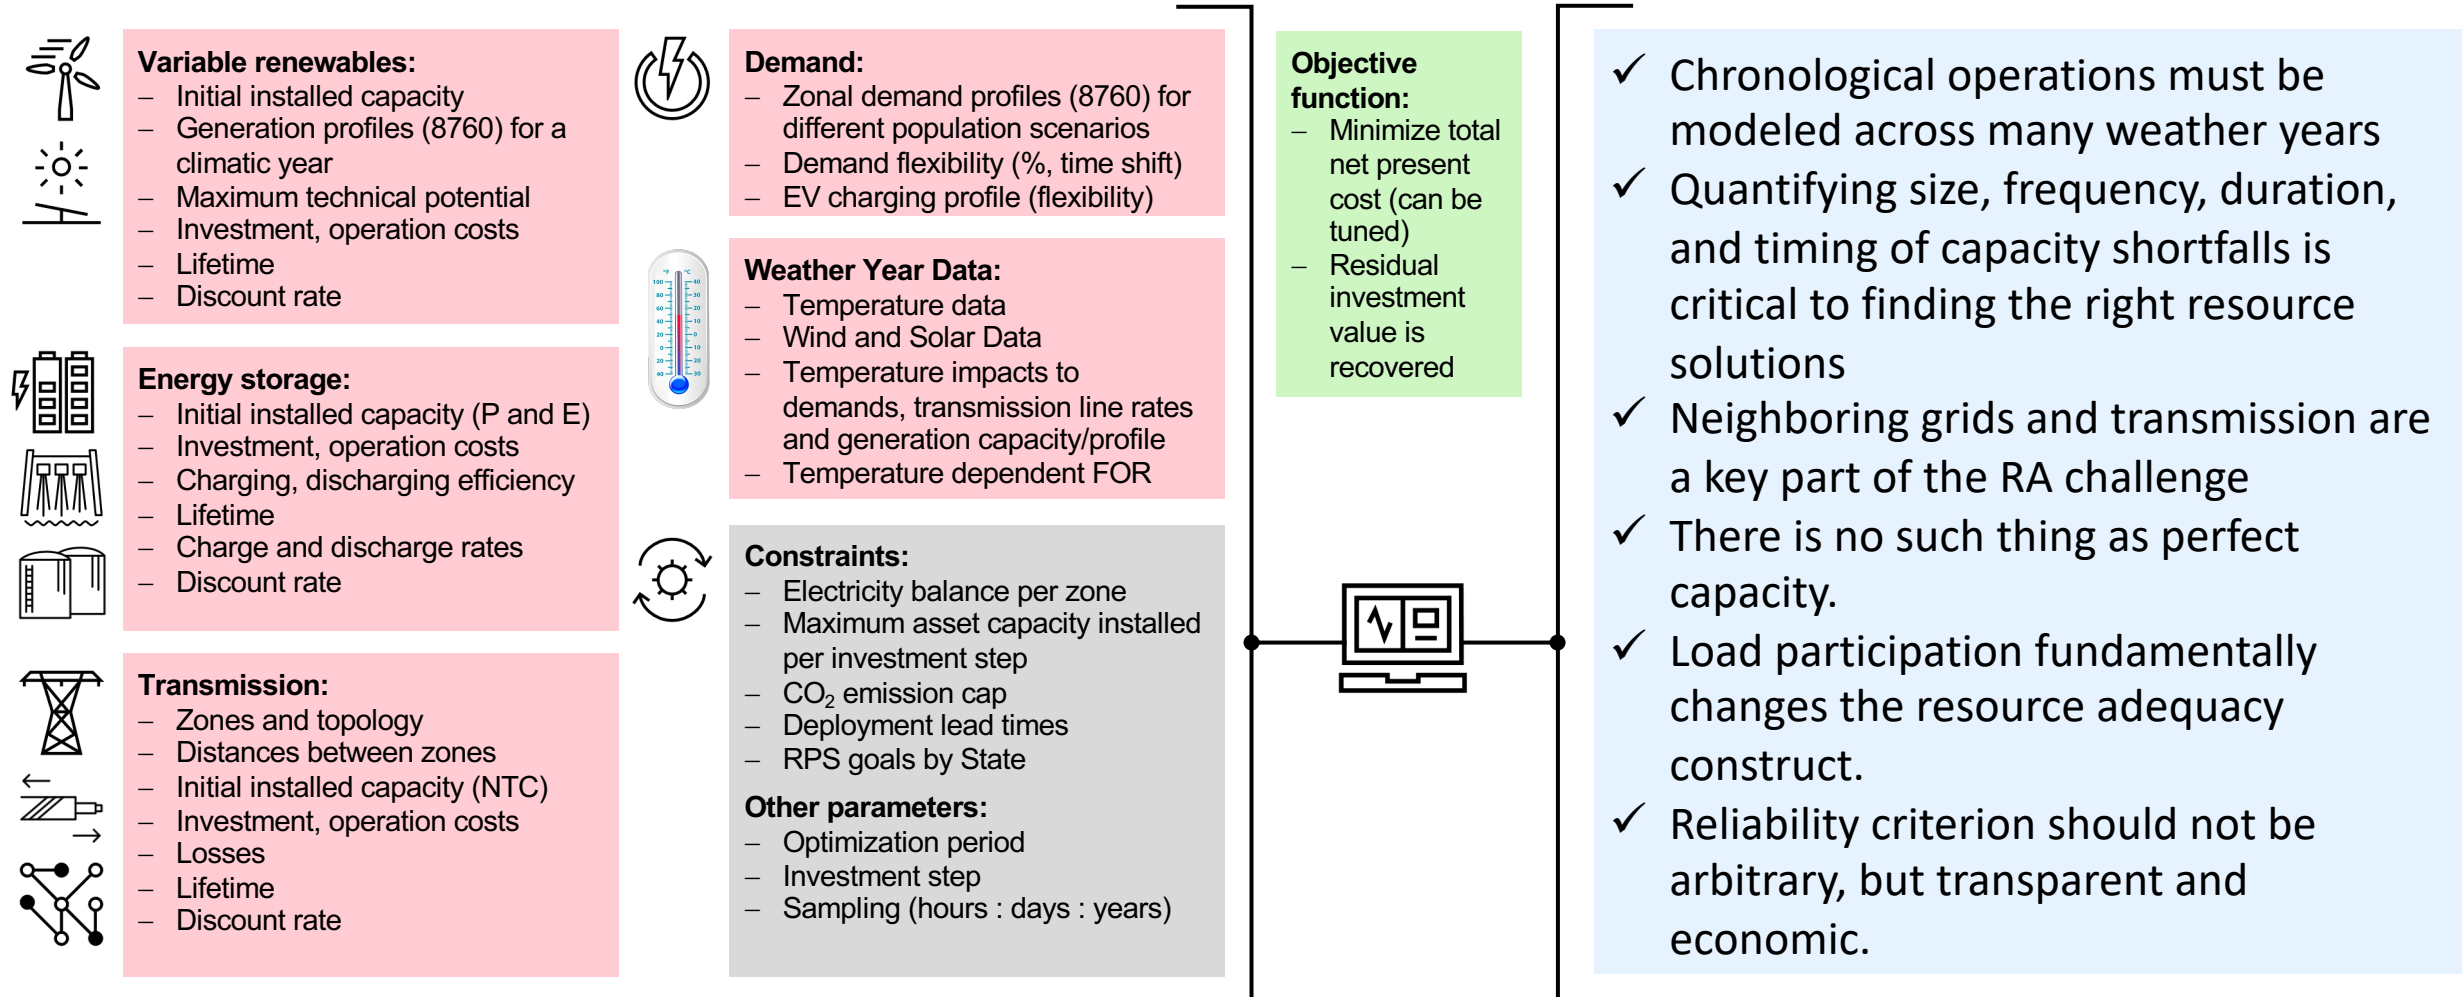 Variable renewables:
– Initial installed capacity
– Generation profiles (8760) for a
climatic year
– Maximum technical potential
– Investment, operation costs
– Lifetime
– Discount rate
Energy storage:
– Initial installed capacity (P and E)
– Investment, operation costs
– Charging, discharging efficiency
– Lifetime
– Charge and discharge rates
– Discount rate
Transmission:
– Zones and topology
– Distances between zones
– Initial installed capacity (NTC)
– Investment, operation costs
– Losses
– Lifetime
– Discount rate
Demand:
– Zonal demand profiles (8760) for
different population scenarios
– Demand flexibility (%, time shift)
– EV charging profile (flexibility)
Weather Year Data:
– Temperature data
– Wind and Solar Data
– Temperature impacts to
demands, transmission line rates
and generation capacity/profile
– Temperature dependent FOR
Constraints:
– Electricity balance per zone
– Maximum asset capacity installed
per investment step
– CO₂ emission cap
– Deployment lead times
– RPS goals by State
Other parameters:
– Optimization period
– Investment step
– Sampling (hours : days : years)
Objective
function:
– Minimize total
net present
cost (can be
tuned)
– Residual
investment
value is
recovered
✓ Chronological operations must be
modeled across many weather years
✓ Quantifying size, frequency, duration,
and timing of capacity shortfalls is
critical to finding the right resource
solutions
✓ Neighboring grids and transmission are
a key part of the RA challenge
✓ There is no such thing as perfect
capacity.
✓ Load participation fundamentally
changes the resource adequacy
construct.
✓ Reliability criterion should not be
arbitrary, but transparent and
economic.